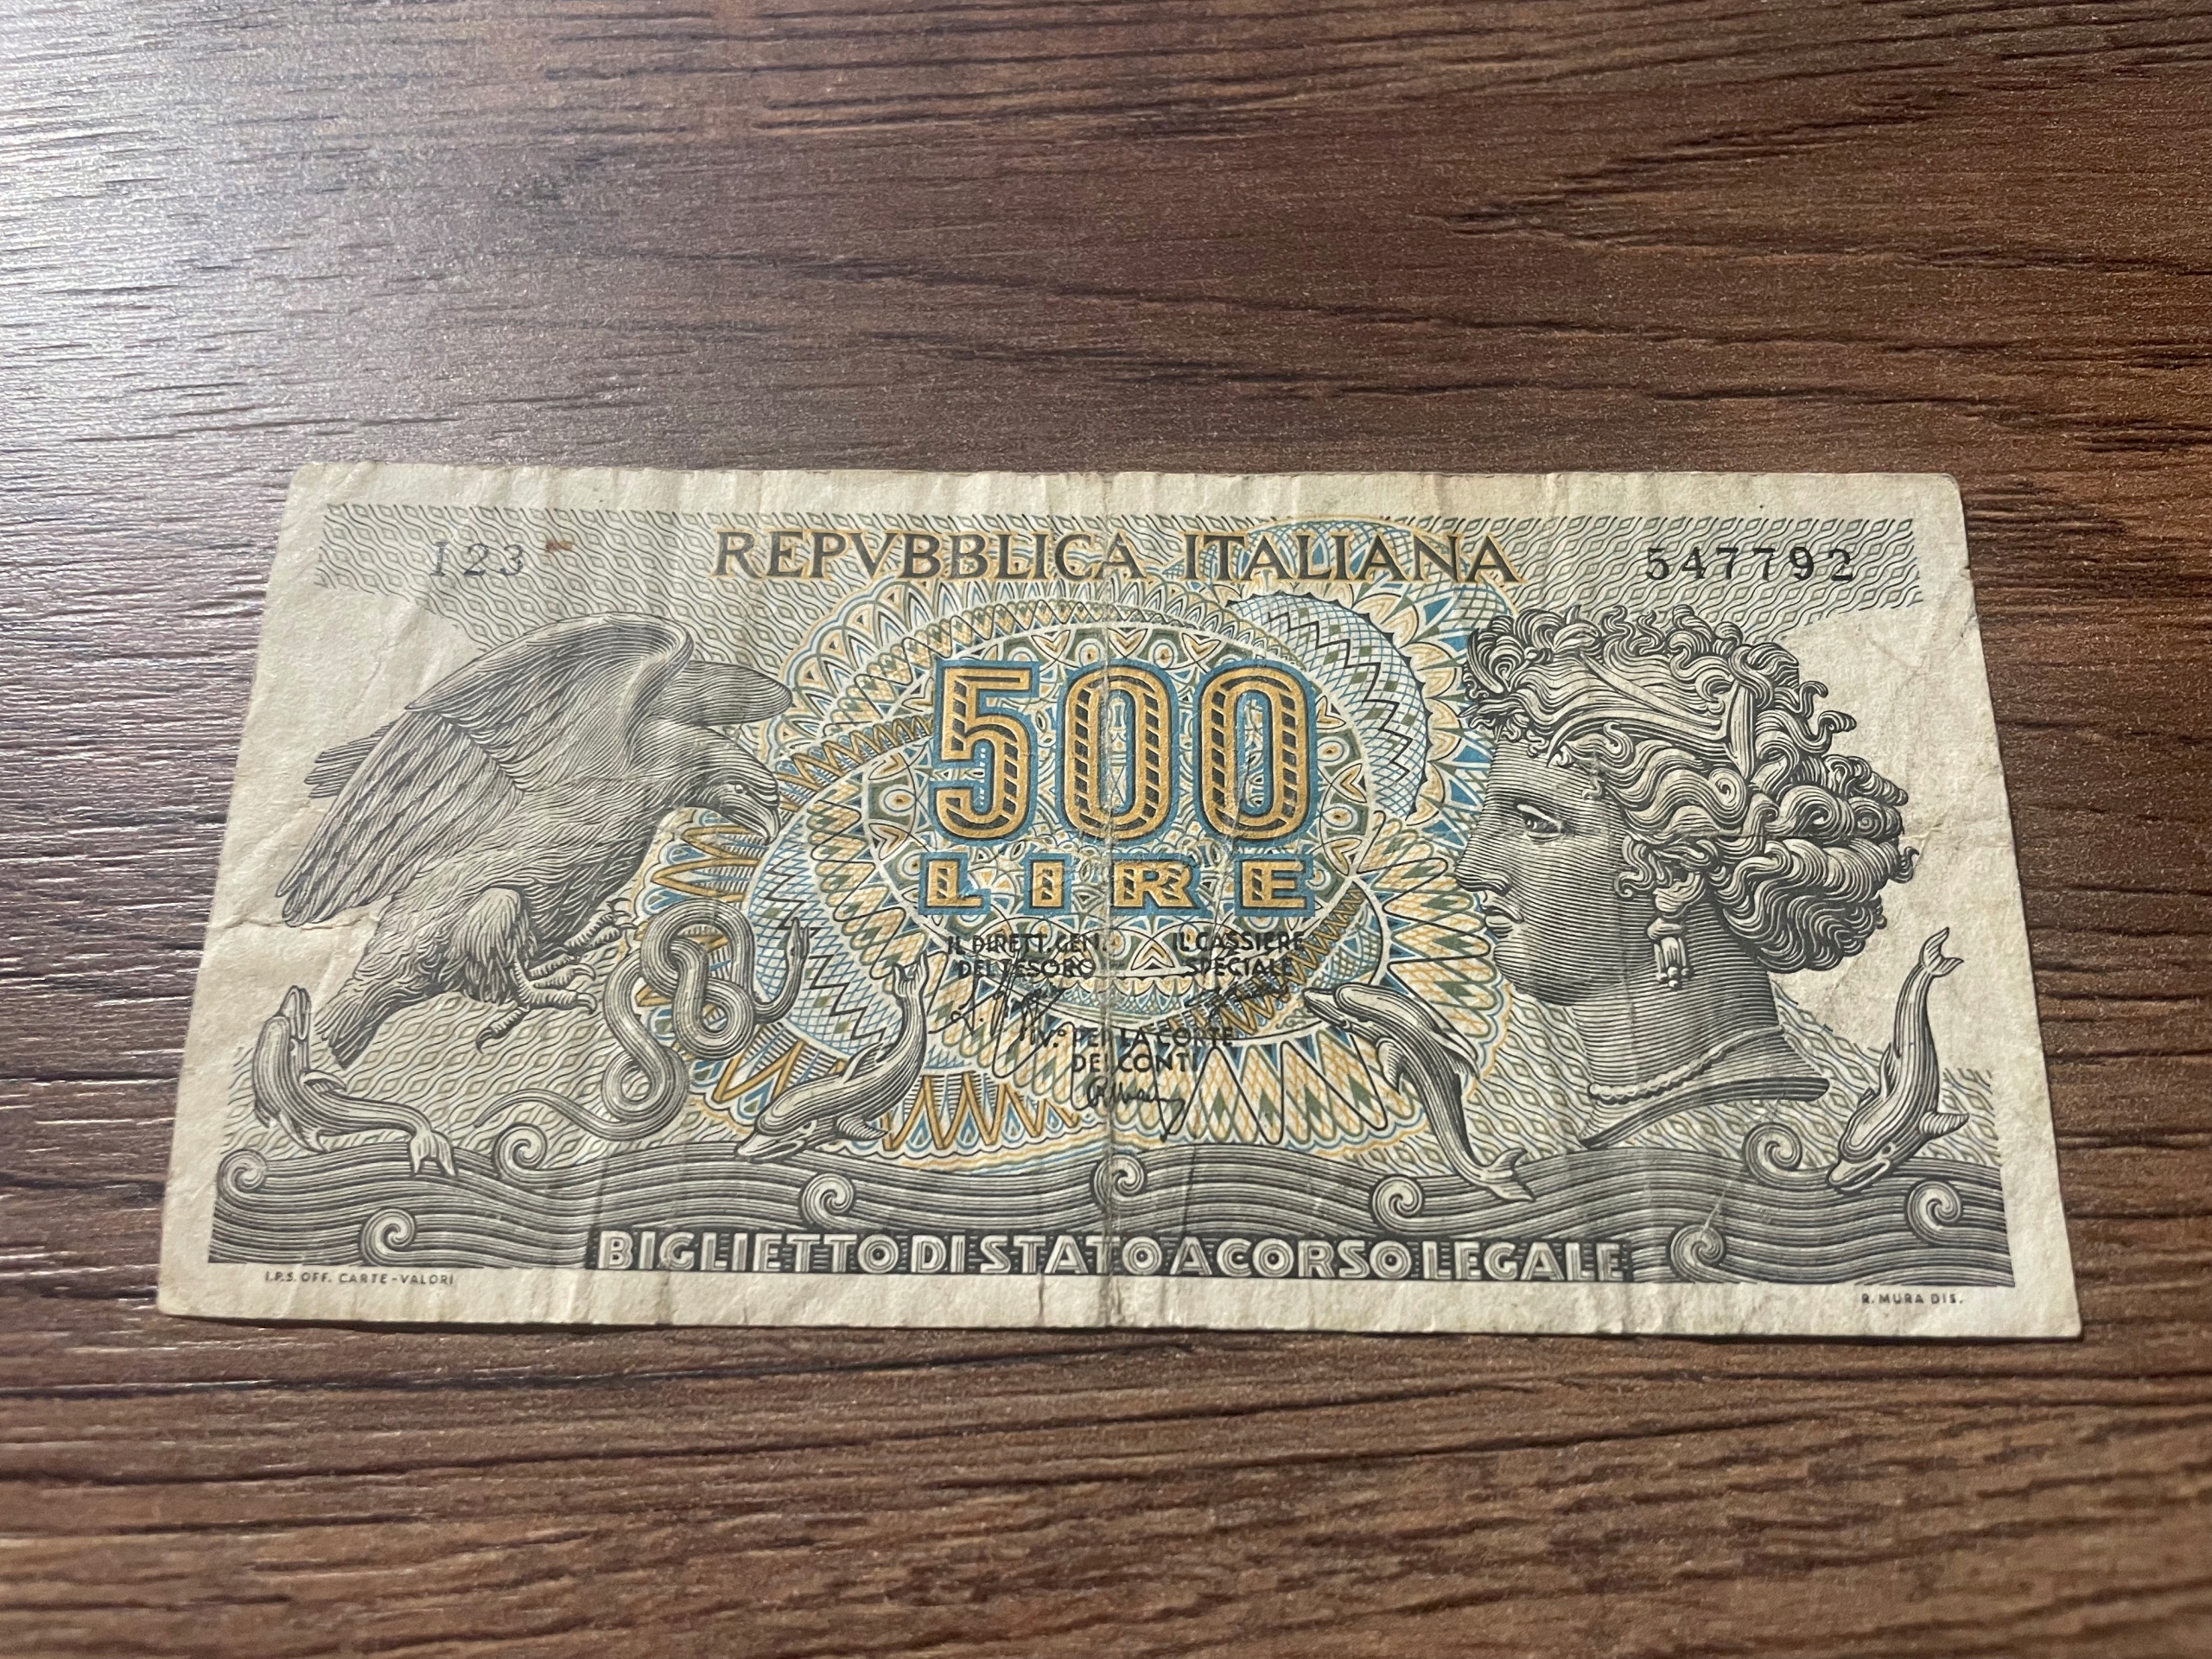 123 REPVBBLICA ITALIANA 547792
500
LIRE
IL DIRETT. GEN.
DEL TESORO
IL CASSIERE
SPECIALE
V.° PER LA CORTE
DEI CONTI
BIGLIETTO DI STATO A CORSO LEGALE
I.P.S. OFF. CARTE-VALORI
R. MURA DIS.